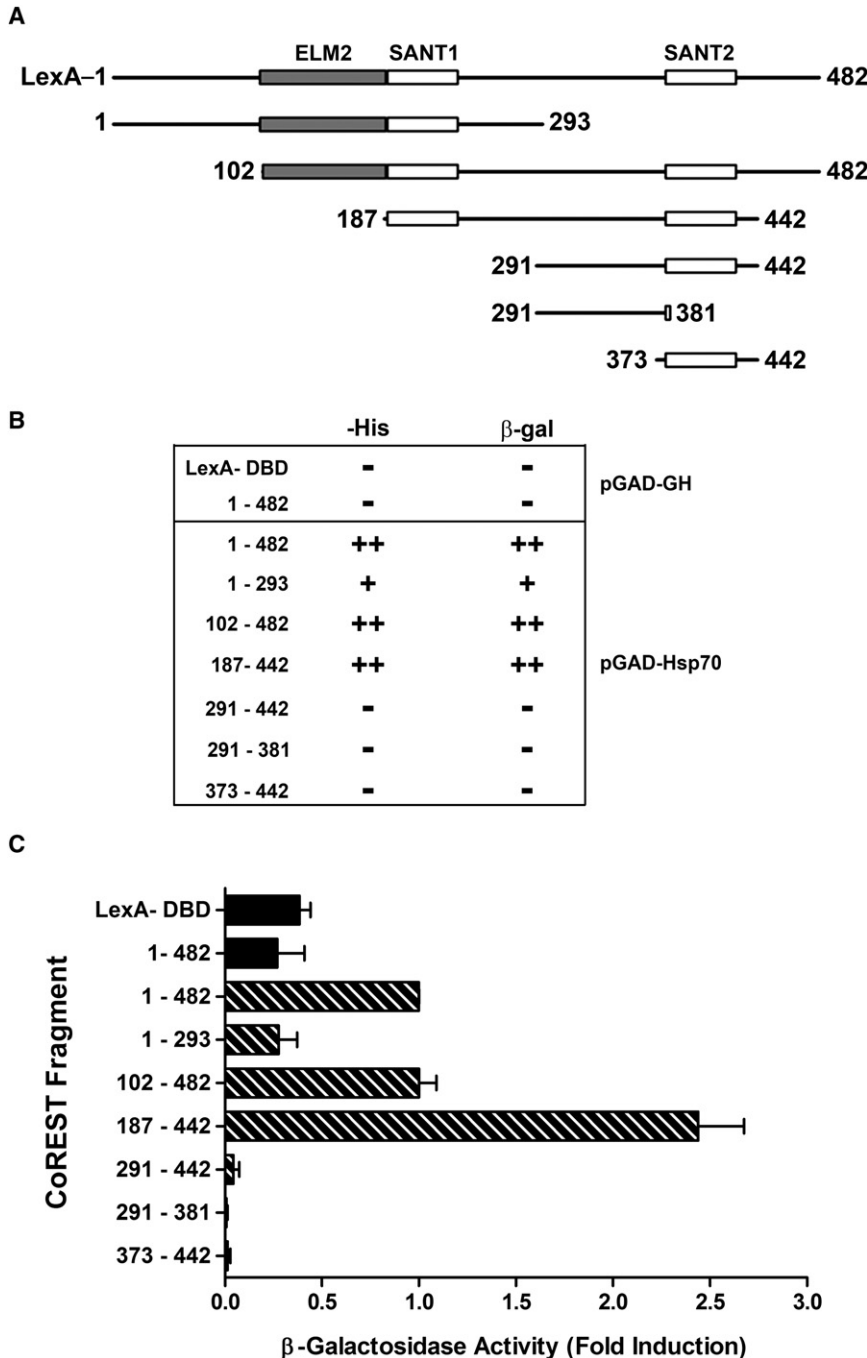 A
ELM2 SANT1 SANT2
LexA–1 482
1 293
102 482
187 442
291 442
291 381
373 442
B
-His β-gal
LexA- DBD - -
1 - 482 - -
pGAD-GH
1 - 482 ++ ++
1 - 293 + +
102 - 482 ++ ++
187 - 442 ++ ++
pGAD-Hsp70
291 - 442 - -
291 - 381 - -
373 - 442 - -
C
CoREST Fragment
LexA- DBD
1- 482
1 - 482
1 - 293
102 - 482
187 - 442
291 - 442
291 - 381
373 - 442
0.0 0.5 1.0 1.5 2.0 2.5 3.0
β-Galactosidase Activity (Fold Induction)